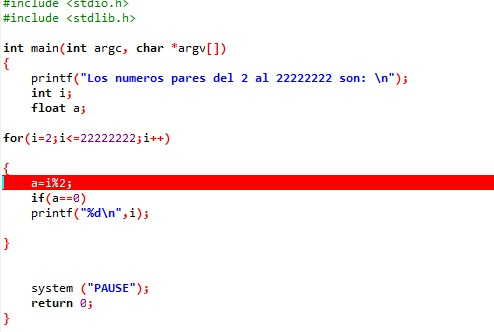 #include <stdio.h>
#include <stdlib.h>
int main(int argc, char *argv[])
{
printf("Los numeros pares del 2 al 22222222 son: \n");
int i;
float a;
for(i=2;i<=22222222;i++)
{
a=i%2;
if(a==0)
printf("%d\n",i);
}
system ("PAUSE");
return 0;
}